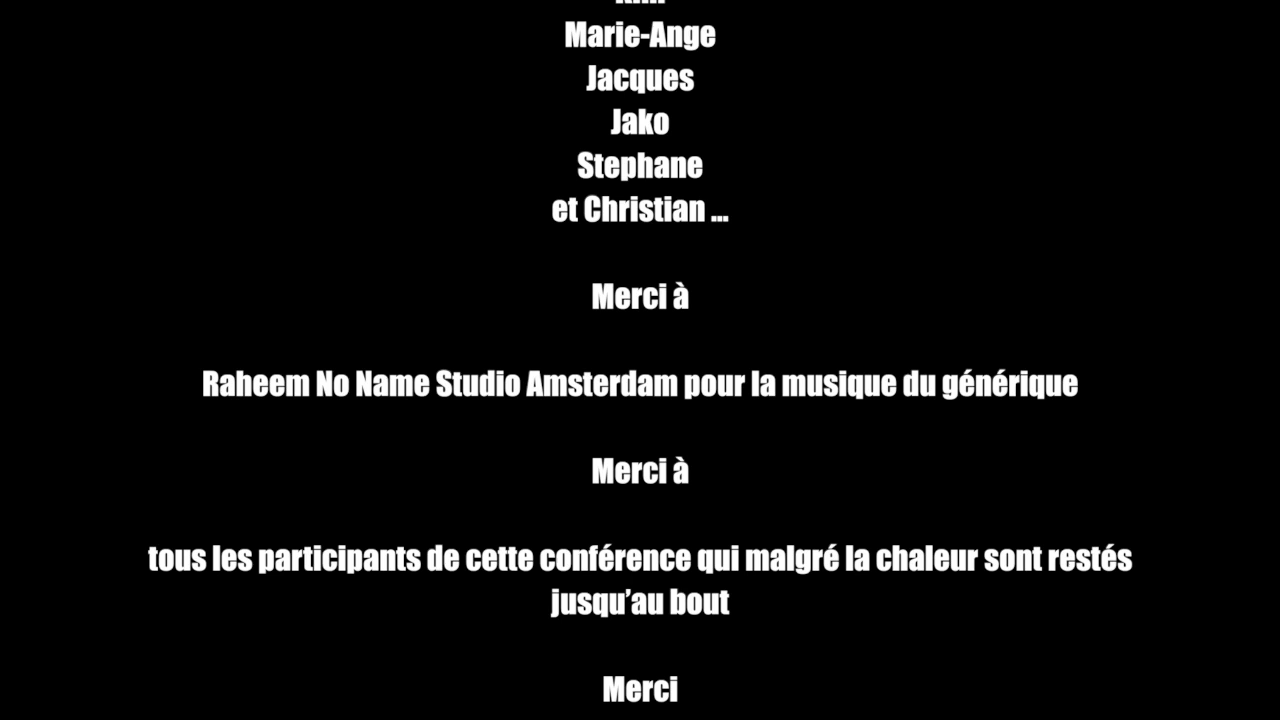 Marie-Ange
Jacques
Jako
Stephane
et Christian ...
Merci à
Raheem No Name Studio Amsterdam pour la musique du générique
Merci à
tous les participants de cette conférence qui malgré la chaleur sont restés
jusqu’au bout
Merci